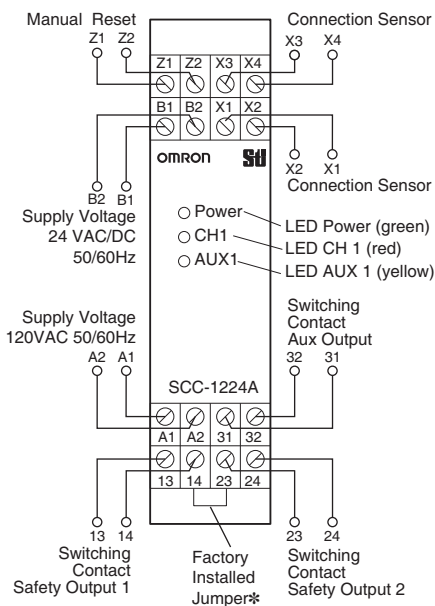 Manual Reset
Connection Sensor
Z1 Z2
X3 X4
Z1 Z2 X3 X4
B1 B2 X1 X2
omron STI
B2 B1
X2 X1
Connection Sensor
Supply Voltage
24 VAC/DC
50/60Hz
Power
CH1
AUX1
LED Power (green)
LED CH 1 (red)
LED AUX 1 (yellow)
Supply Voltage
120VAC 50/60Hz
A2 A1
Switching
Contact
Aux Output
32 31
SCC-1224A
A1 A2 31 32
13 14 23 24
13 14
23 24
Switching
Contact
Safety Output 1
Factory
Installed
Jumper*
Switching
Contact
Safety Output 2